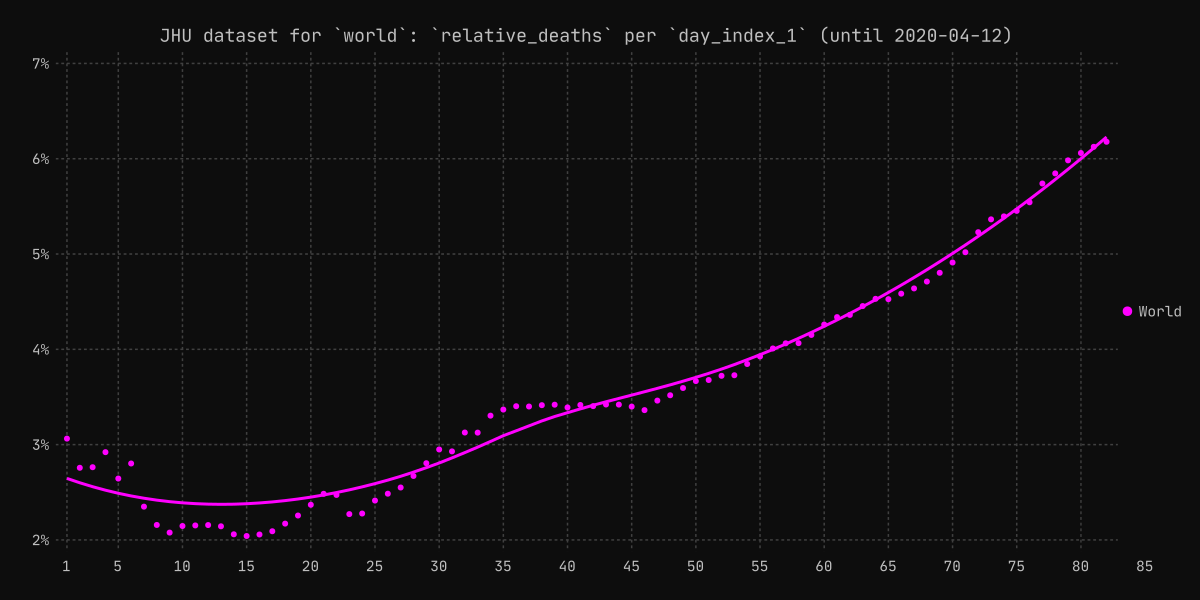 JHU dataset for `world`: `relative_deaths` per `day_index_1` (until 2020-04-12)
7%
6%
5%
4%
3%
2%
World
1 5 10 15 20 25 30 35 40 45 50 55 60 65 70 75 80 85